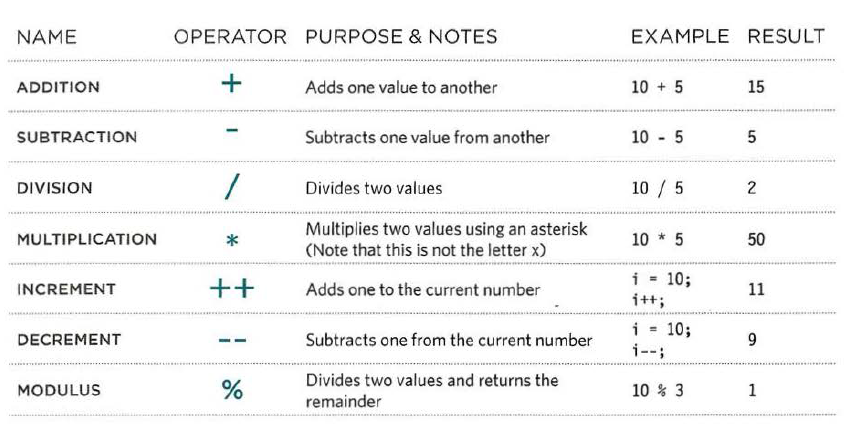 NAME OPERATOR PURPOSE & NOTES EXAMPLE RESULT
ADDITION + Adds one value to another 10 + 5 15
SUBTRACTION - Subtracts one value from another 10 - 5 5
DIVISION / Divides two values 10 / 5 2
MULTIPLICATION * Multiplies two values using an asterisk
(Note that this is not the letter x) 10 * 5 50
INCREMENT ++ Adds one to the current number i = 10;
i++; 11
DECREMENT -- Subtracts one from the current number i = 10;
i--; 9
MODULUS % Divides two values and returns the
remainder 10 % 3 1